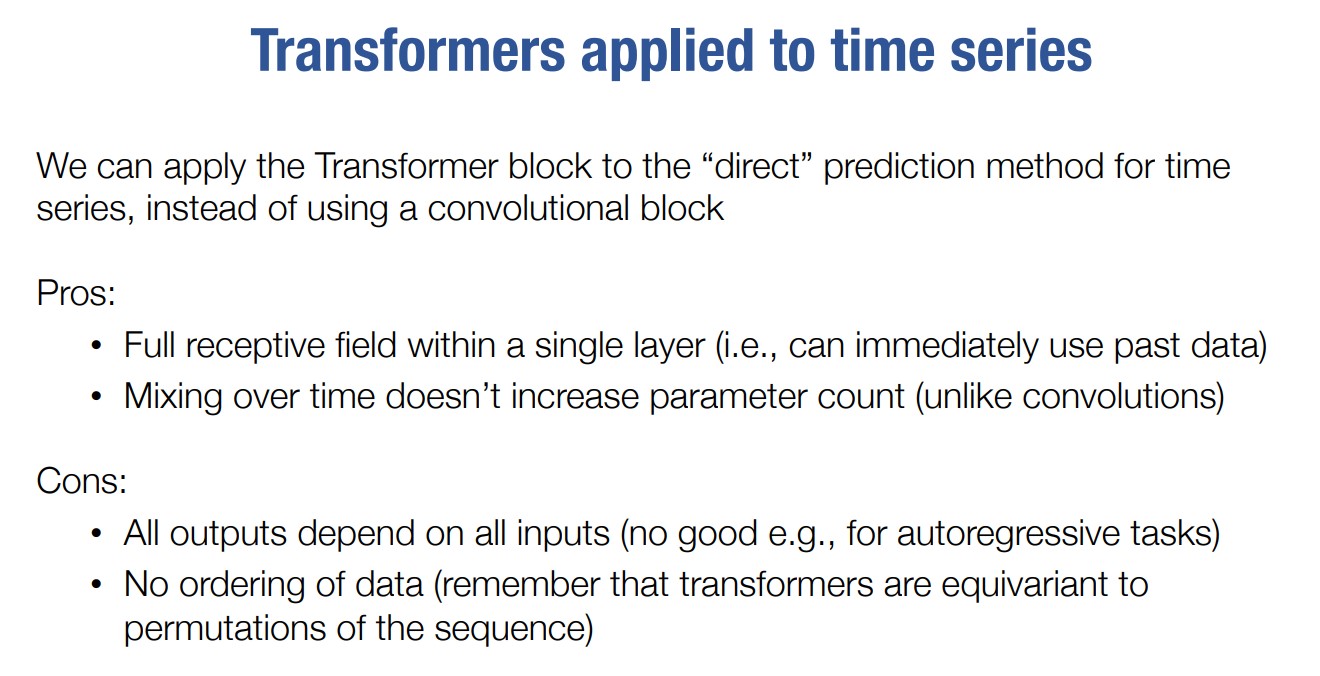 Transformers applied to time series
We can apply the Transformer block to the “direct” prediction method for time
series, instead of using a convolutional block
Pros:
• Full receptive field within a single layer (i.e., can immediately use past data)
• Mixing over time doesn’t increase parameter count (unlike convolutions)
Cons:
• All outputs depend on all inputs (no good e.g., for autoregressive tasks)
• No ordering of data (remember that transformers are equivariant to
permutations of the sequence)